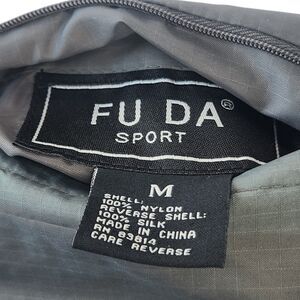 FU DA®
SPORT
M
SHELL:
100% NYLON
REVERSE SHELL:
100% SILK
MADE IN CHINA
RN 83814
CARE REVERSE